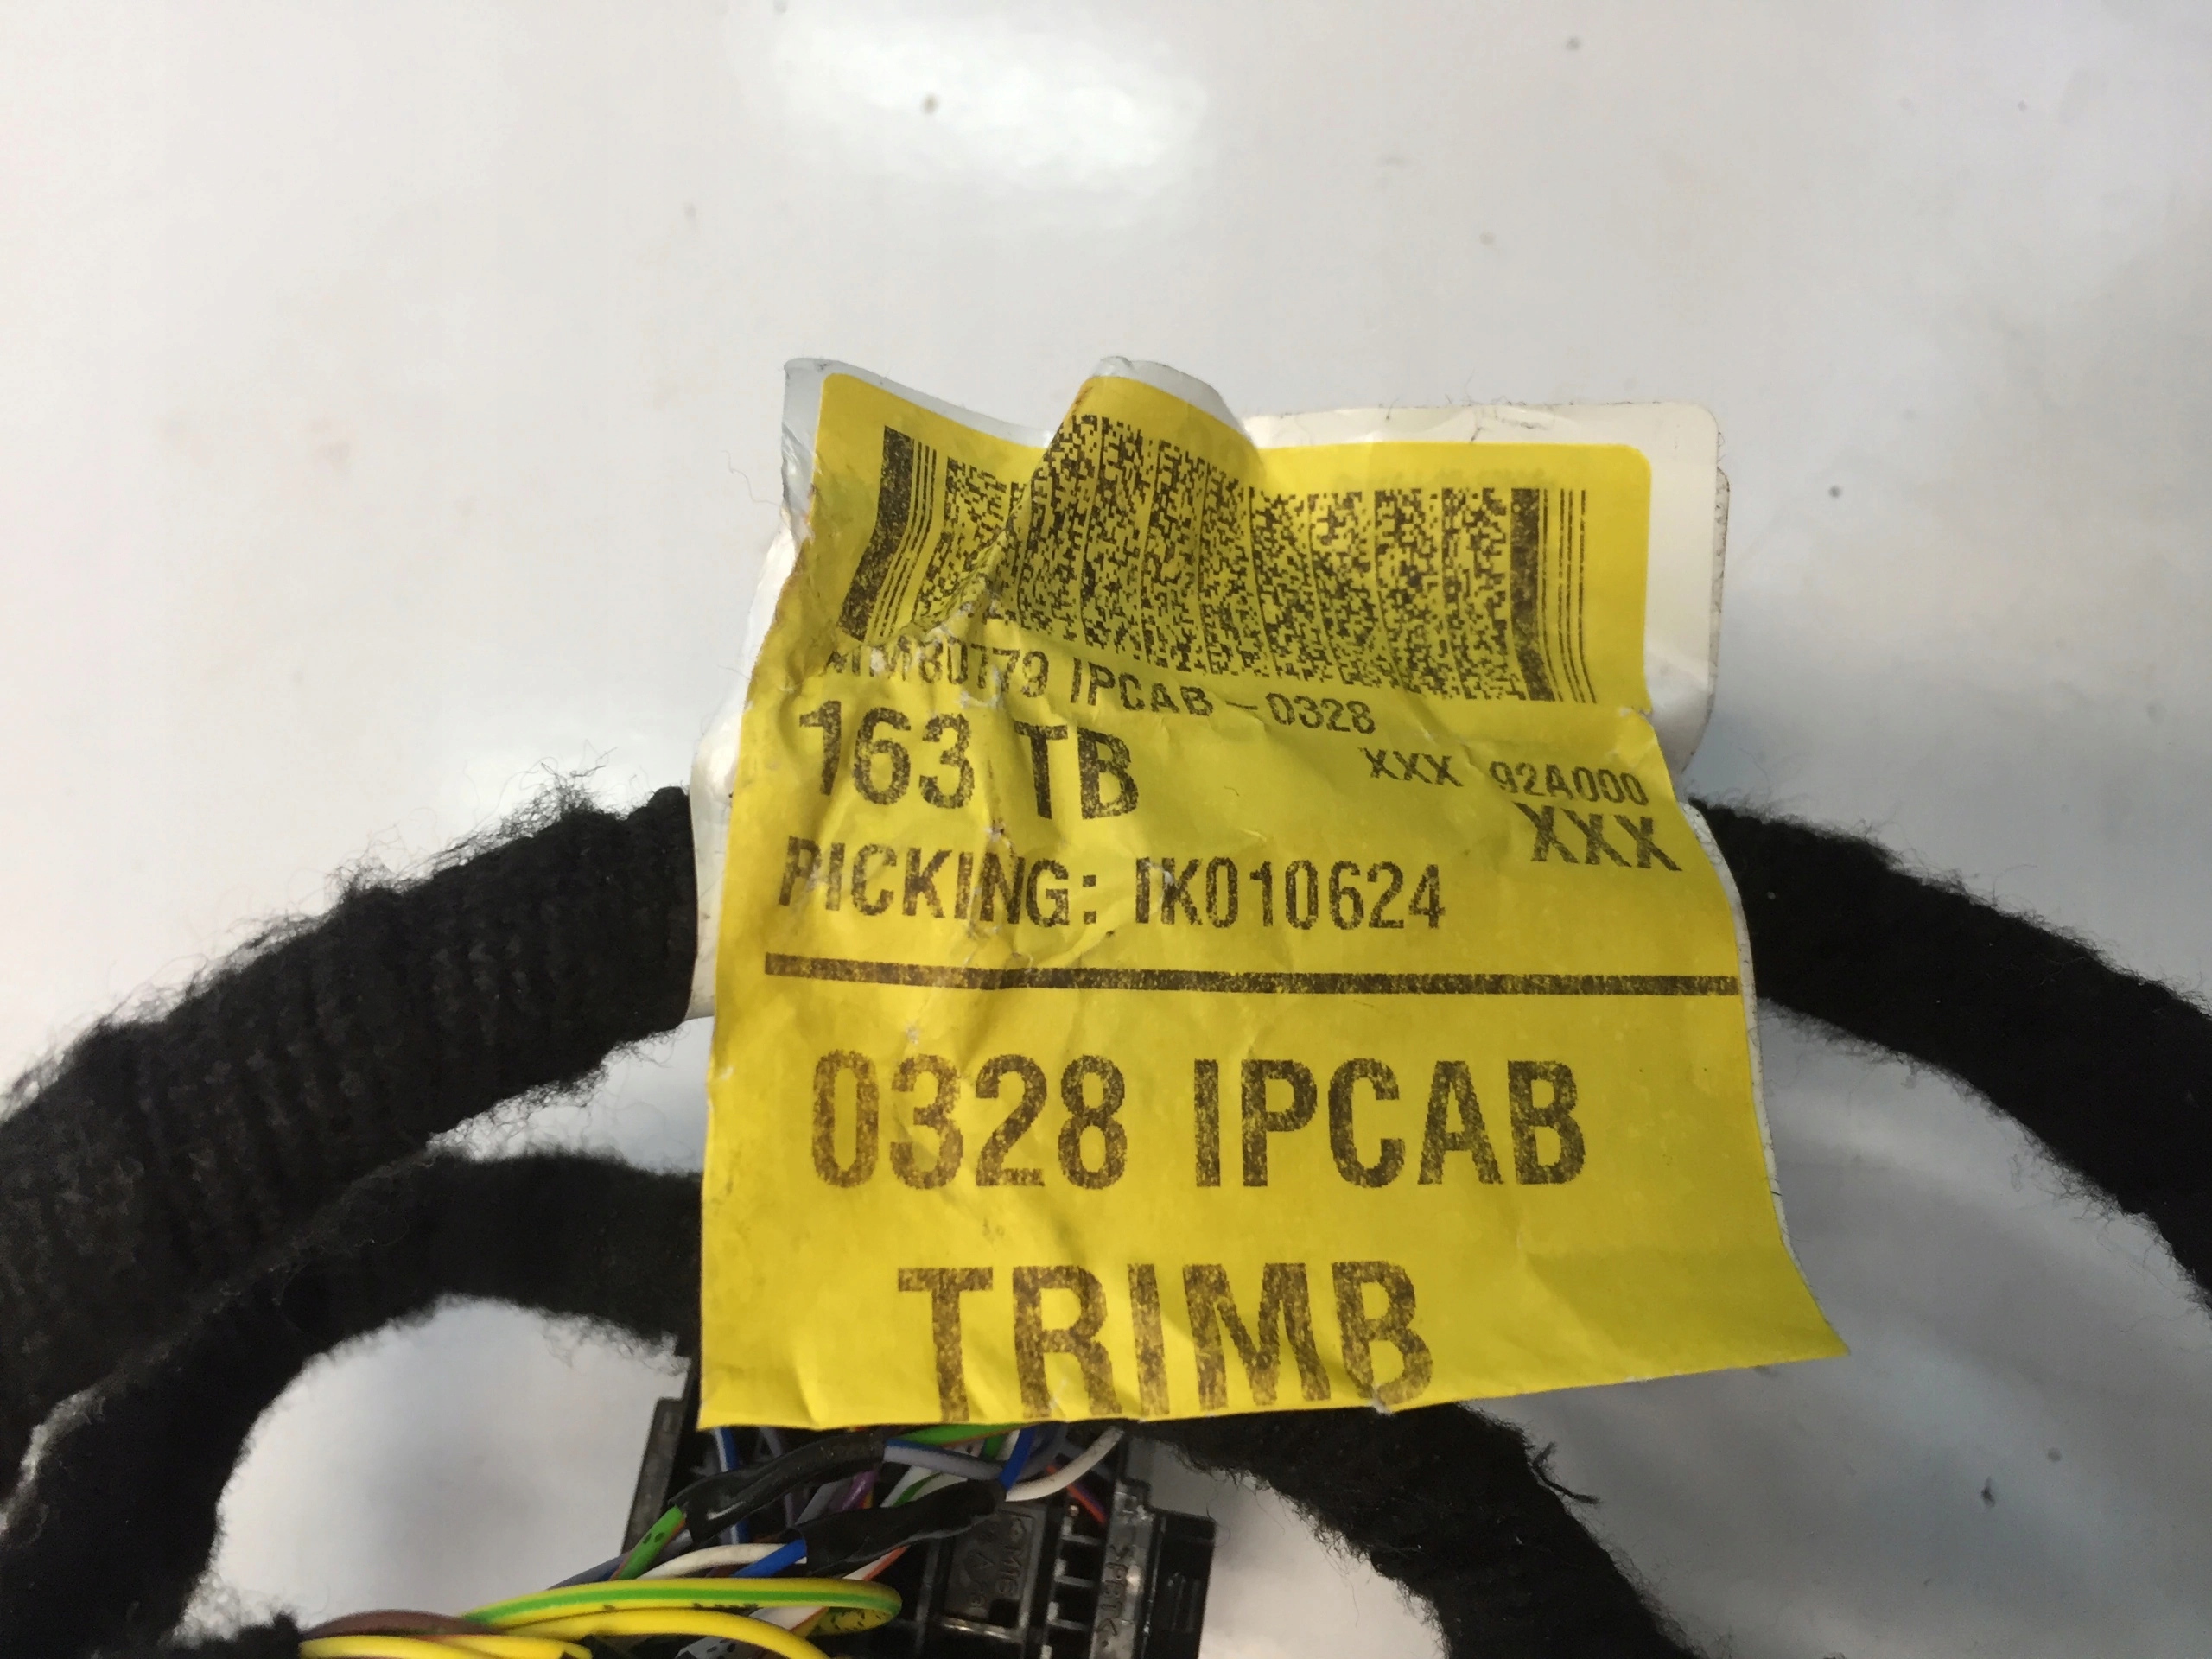 IPCAB - 0328
163 TB
XXX 92A000
XXX
PICKING: IK010624
0328 IPCAB
TRIMB